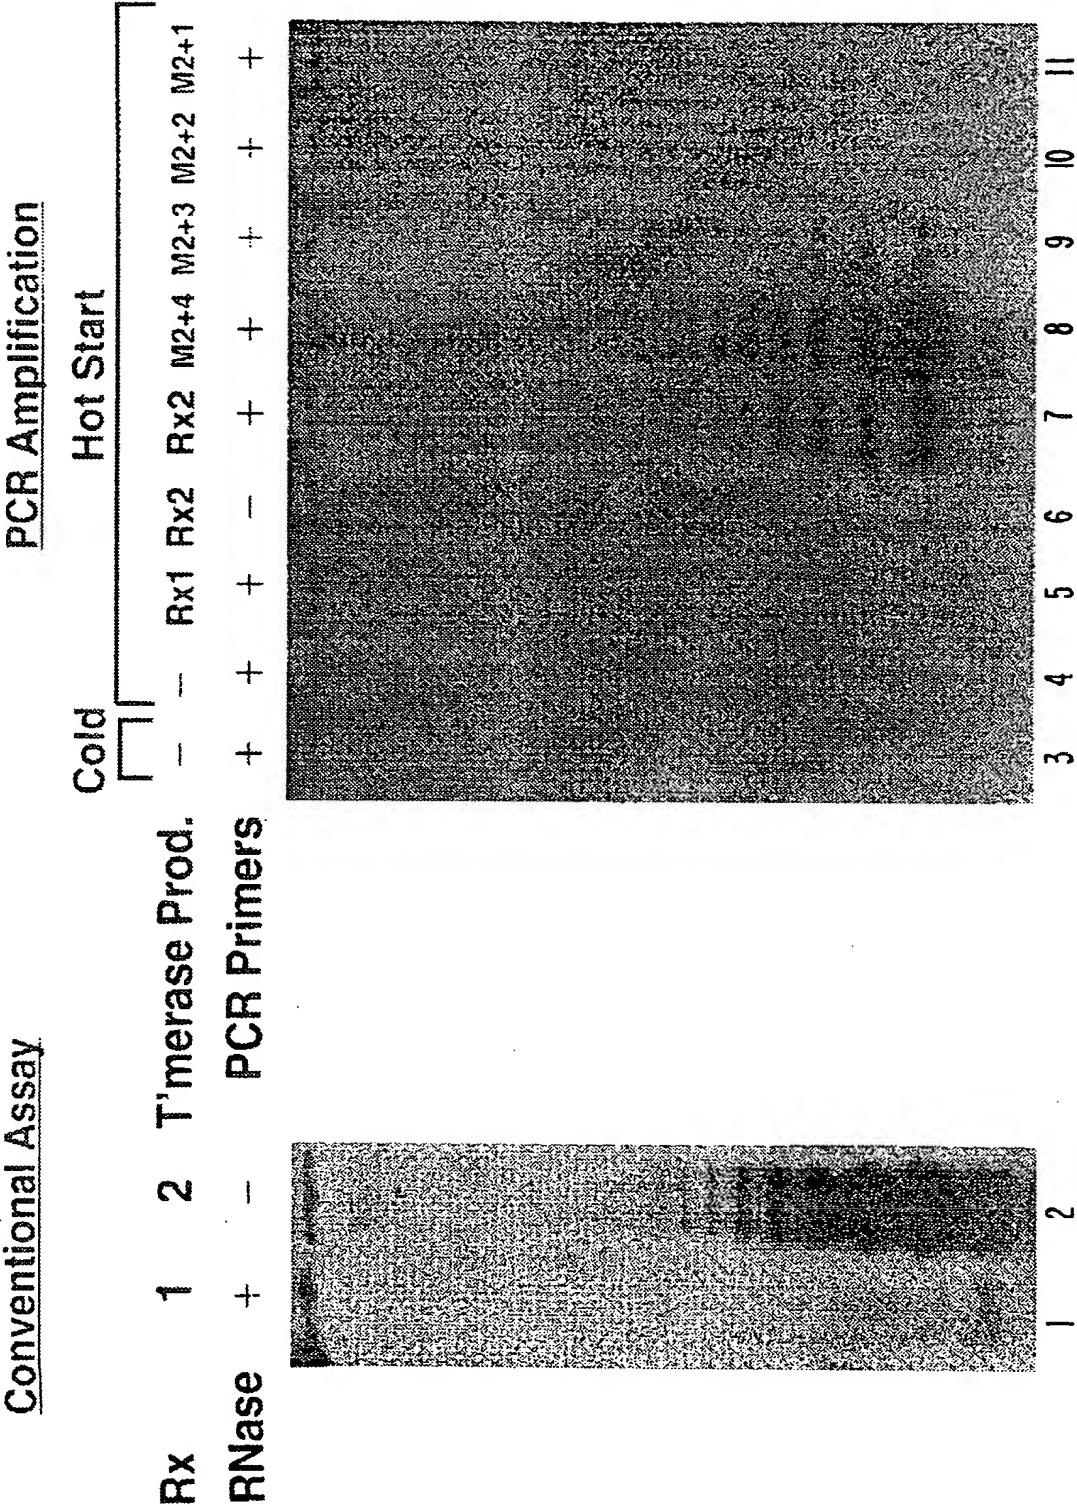 Conventional Assay
Rx 1 2
RNase + −
1 2
PCR Amplification
Cold Hot Start
T'merase Prod. − − Rx1 Rx2 Rx2 M2+4 M2+3 M2+2 M2+1
PCR Primers + + + − + + + + +
3 4 5 6 7 8 9 10 11